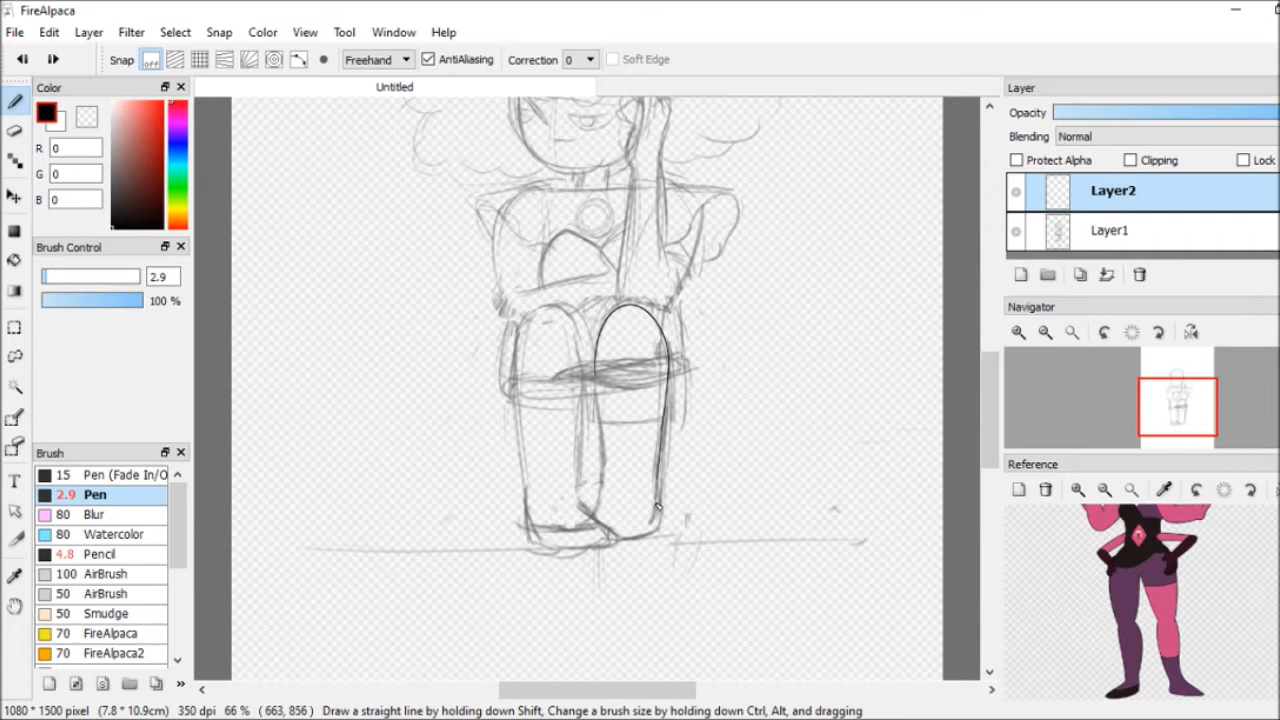 FireAlpaca
File Edit Layer Filter Select Snap Color View Tool Window Help
Snap off Freehand AntiAliasing Correction 0 Soft Edge
Color
R 0
G 0
B 0
Brush Control
2.9
100 %
Brush
15 Pen (Fade In/O
2.9 Pen
80 Blur
80 Watercolor
4.8 Pencil
100 AirBrush
50 AirBrush
50 Smudge
70 FireAlpaca
70 FireAlpaca2
Untitled
Layer
Opacity
Blending Normal
Protect Alpha Clipping Lock
Layer2
Layer1
Navigator
Reference
1080 * 1500 pixel (7.8 * 10.9cm) 350 dpi 66 % ( 663, 856 ) Draw a straight line by holding down Shift, Change a brush size by holding down Ctrl, Alt, and dragging